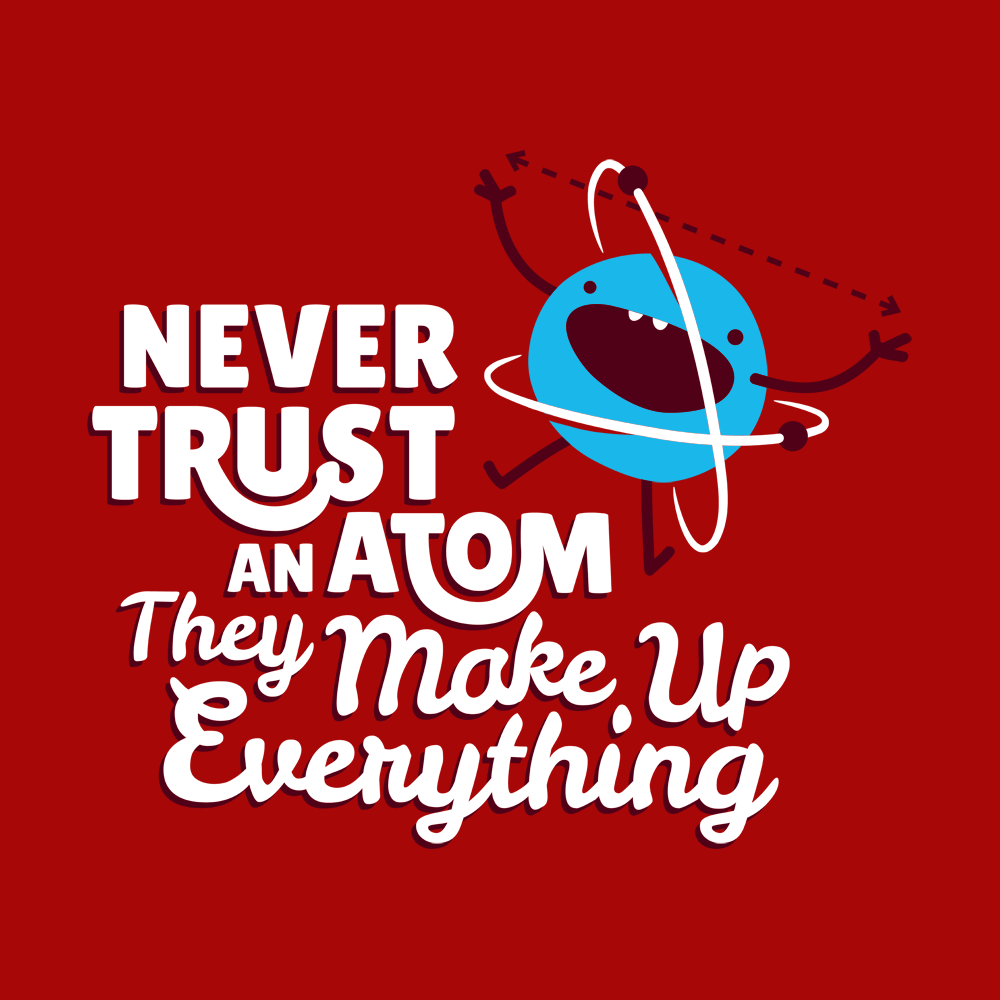 NEVER
TRUST
AN ATOM
They Make Up
Everything